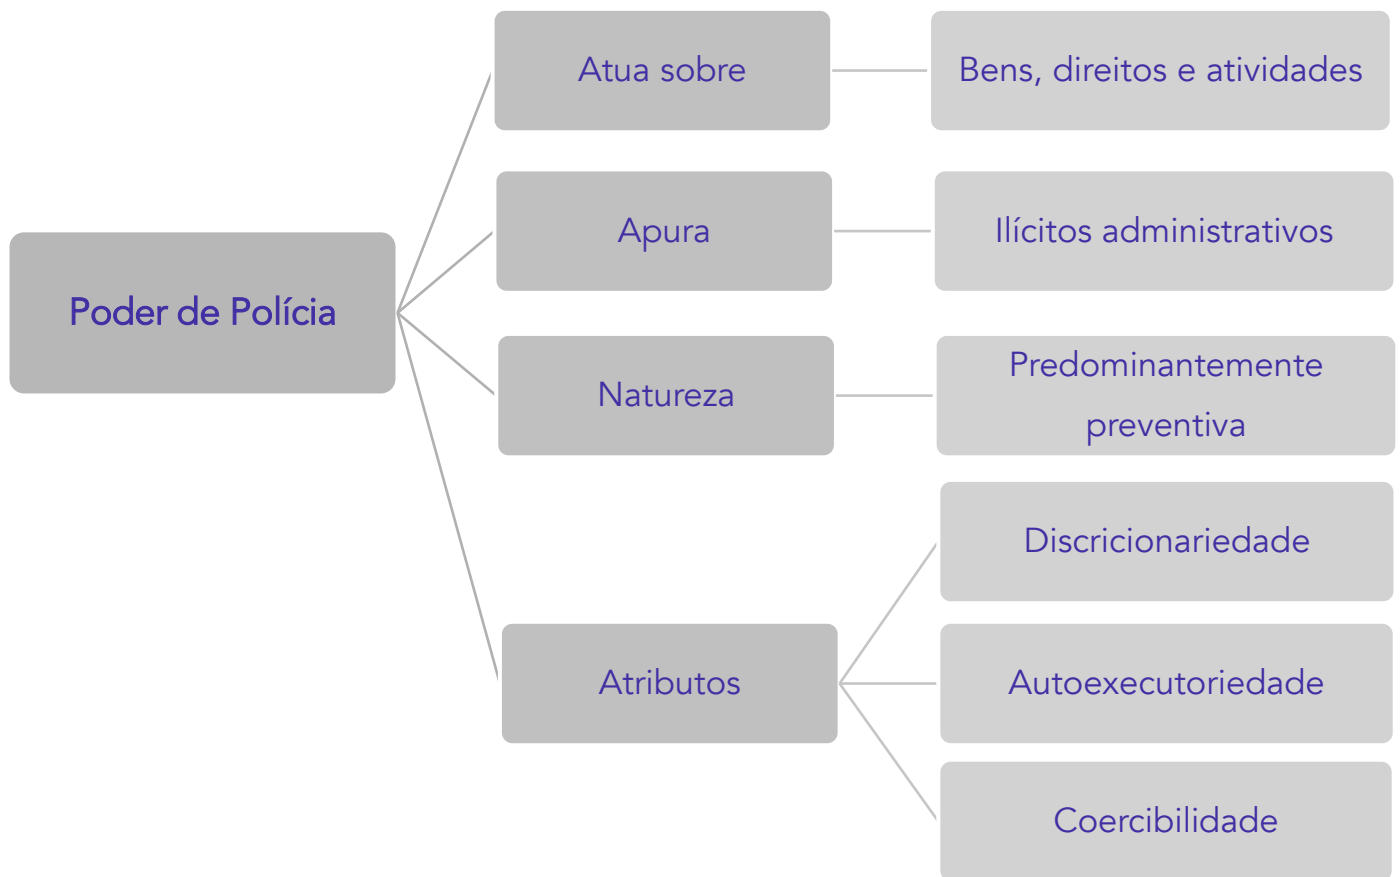 Poder de Polícia
Atua sobre
Bens, direitos e atividades
Apura
Ilícitos administrativos
Natureza
Predominantemente
preventiva
Atributos
Discricionariedade
Autoexecutoriedade
Coercibilidade